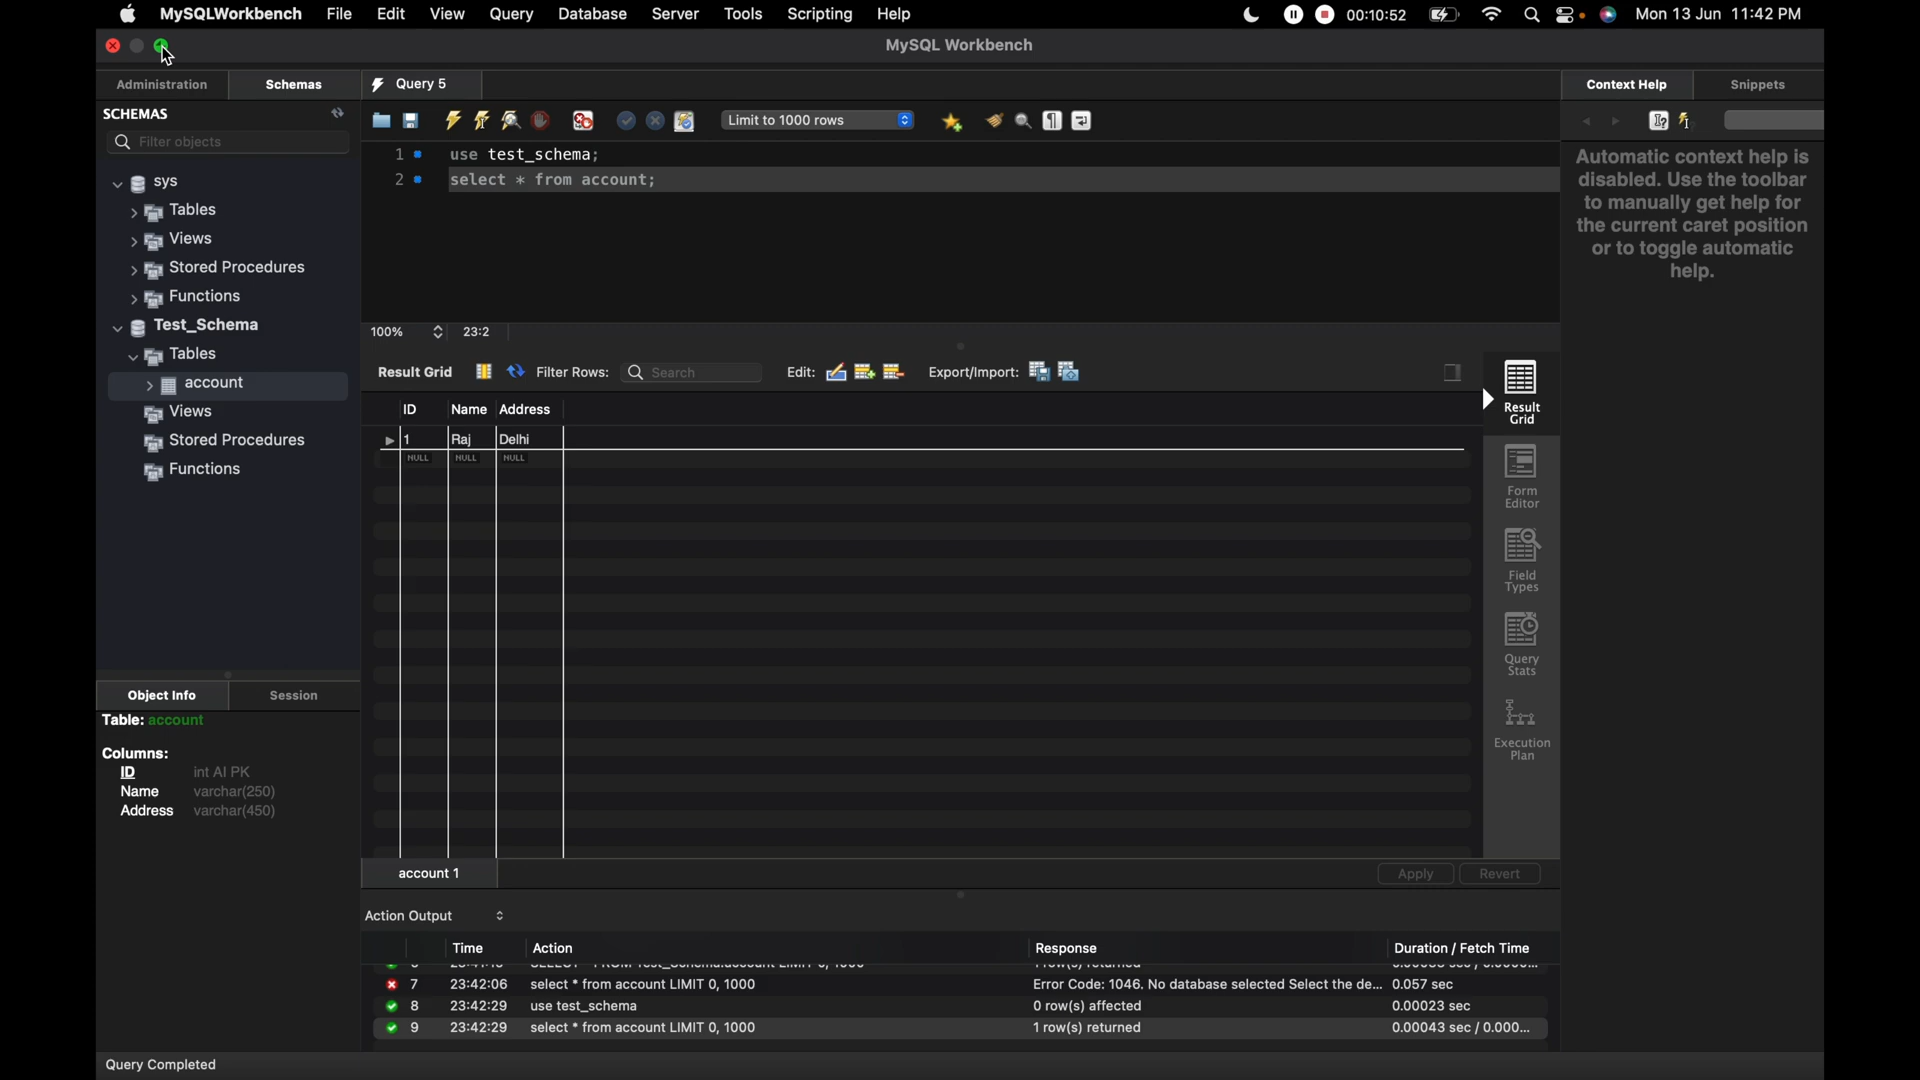 MySQLWorkbench File Edit View Query Database Server Tools Scripting Help 00:10:52 Mon 13 Jun 11:42 PM
MySQL Workbench
Administration Schemas Query 5 Context Help Snippets
SCHEMAS
Filter objects
Limit to 1000 rows
1 use test_schema;
2 select * from account;
sys
Tables
Views
Stored Procedures
Functions
Test_Schema
Tables
account
Views
Stored Procedures
Functions
Automatic context help is
disabled. Use the toolbar
to manually get help for
the current caret position
or to toggle automatic
help.
100% 23:2
Result Grid Filter Rows: Search Edit: Export/Import:
ID Name Address
1 Raj Delhi
NULL NULL NULL
Result
Grid
Form
Editor
Field
Types
Query
Stats
Execution
Plan
Object Info Session
Table: account
Columns:
ID int AI PK
Name varchar(250)
Address varchar(450)
account 1 Apply Revert
Action Output
Time Action Response Duration / Fetch Time
7 23:42:06 select * from account LIMIT 0, 1000 Error Code: 1046. No database selected Select the de... 0.057 sec
8 23:42:29 use test_schema 0 row(s) affected 0.00023 sec
9 23:42:29 select * from account LIMIT 0, 1000 1 row(s) returned 0.00043 sec / 0.000...
Query Completed